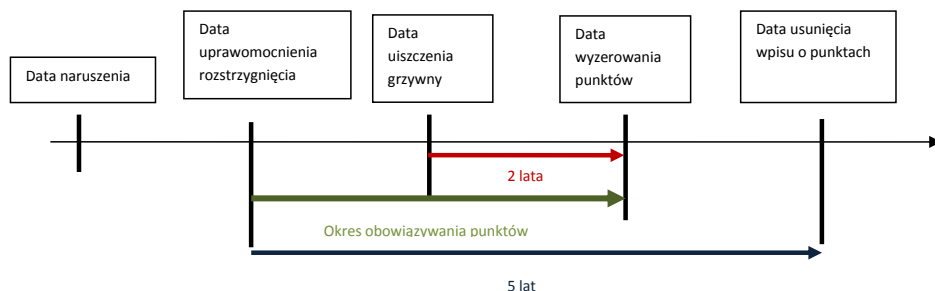 Data naruszenia
Data
uprawomocnienia
rozstrzygnięcia
Data
uiszczenia
grzywny
Data
wyzerowania
punktów
Data usunięcia
wpisu o punktach
2 lata
Okres obowiązywania punktów
5 lat